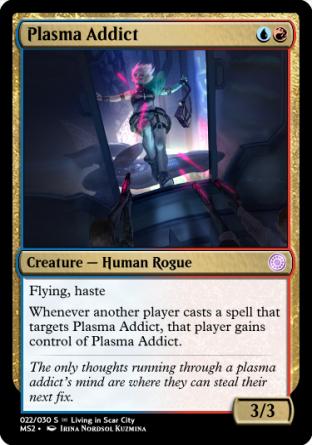 Plasma Addict
Creature — Human Rogue
Flying, haste
Whenever another player casts a spell that
targets Plasma Addict, that player gains
control of Plasma Addict.
The only thoughts running through a plasma
addict's mind are where they can steal their
next fix.
3/3
022/030 S ™ Living in Scar City
MS2 • Irina Nordsol Kuzmina